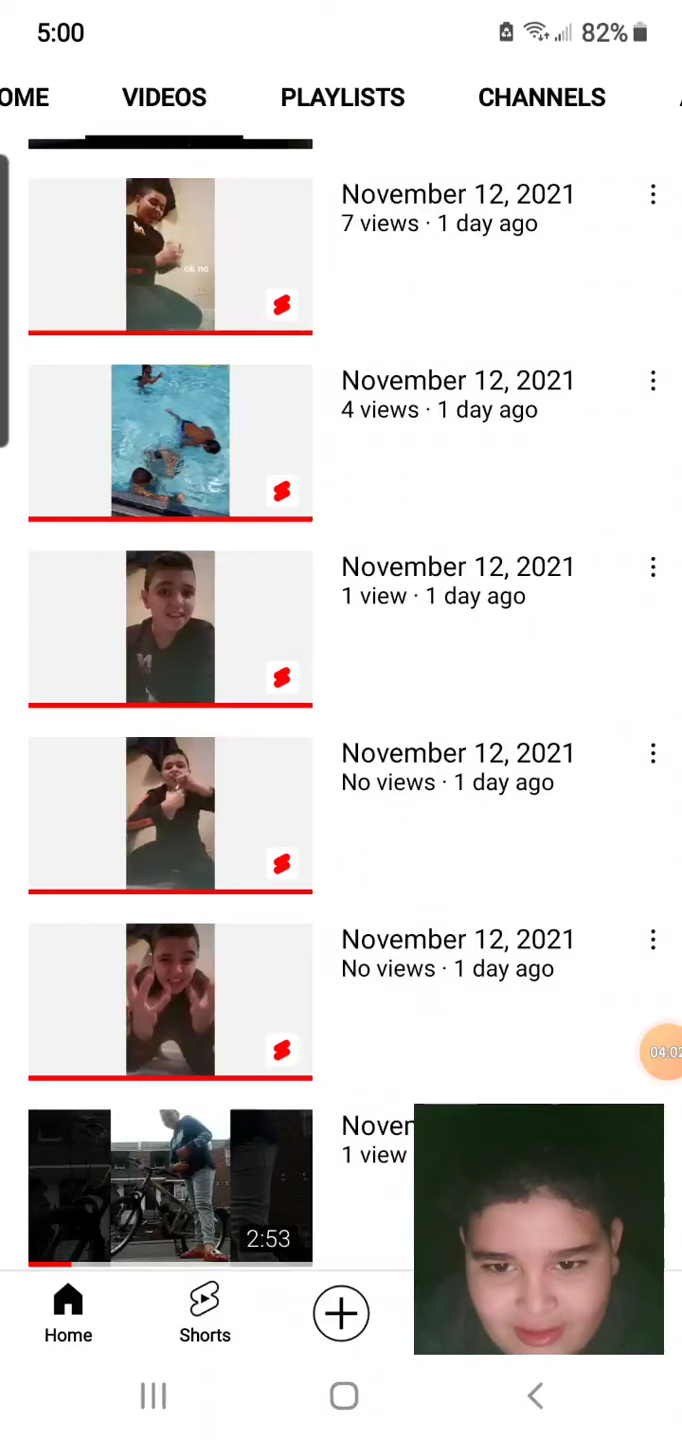 5:00
82%
OME VIDEOS PLAYLISTS CHANNELS
November 12, 2021
7 views · 1 day ago
ok no
November 12, 2021
4 views · 1 day ago
November 12, 2021
1 view · 1 day ago
November 12, 2021
No views · 1 day ago
November 12, 2021
No views · 1 day ago
04:02
Noven
1 view
2:53
Home
Shorts